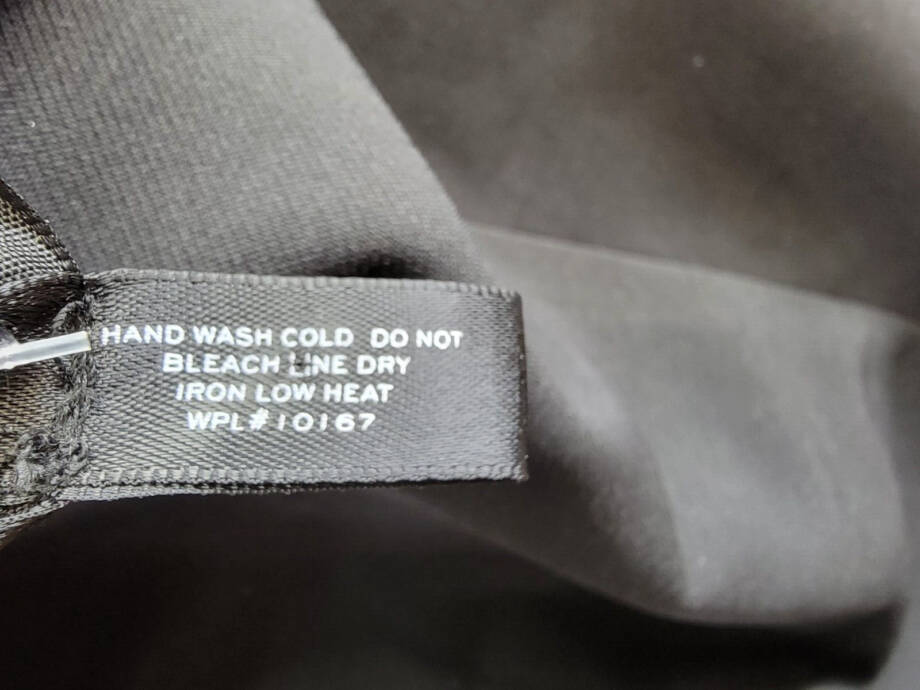 HAND WASH COLD DO NOT
BLEACH LINE DRY
IRON LOW HEAT
WPL#10167